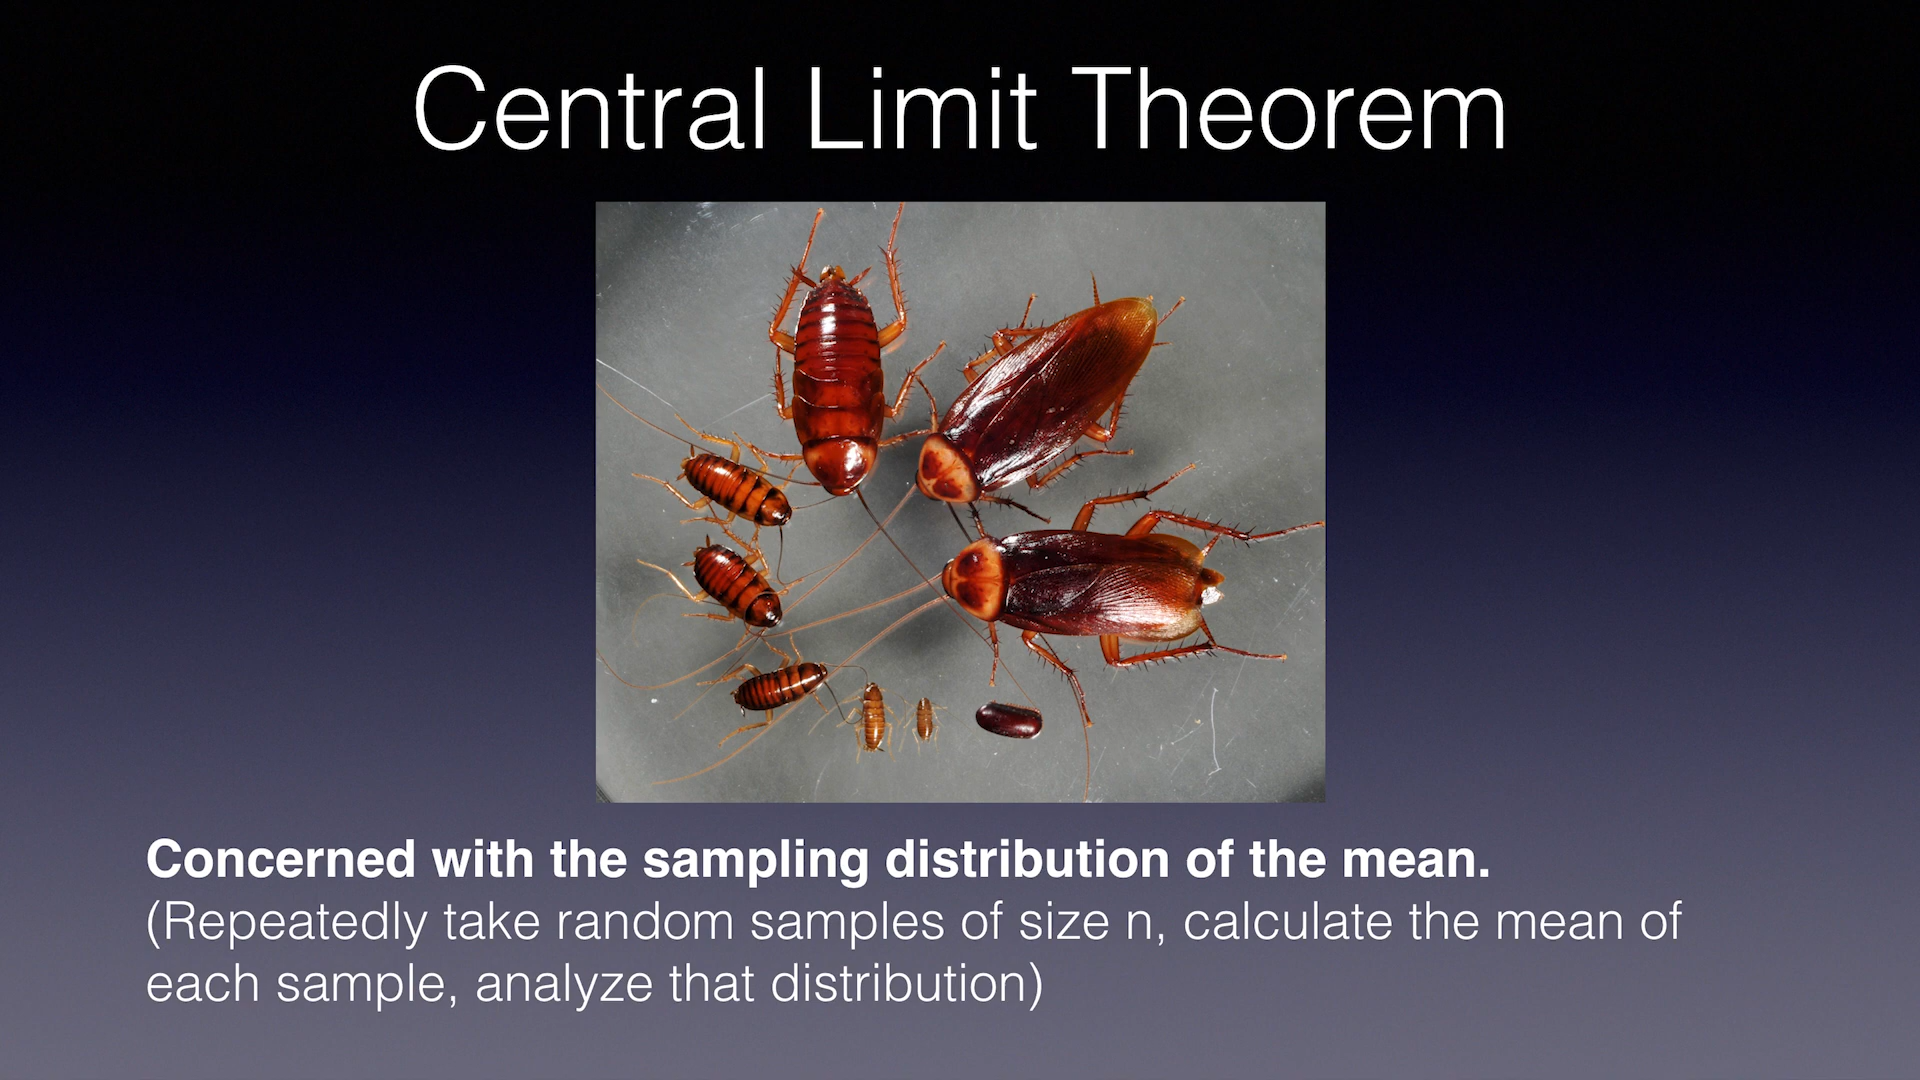 Central Limit Theorem
Concerned with the sampling distribution of the mean.
(Repeatedly take random samples of size n, calculate the mean of
each sample, analyze that distribution)